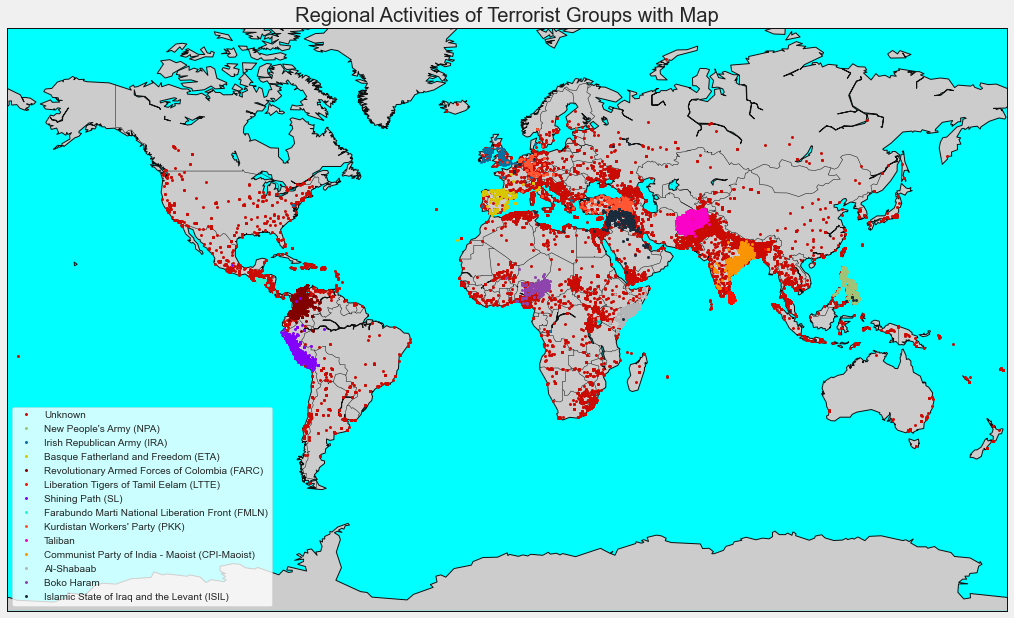 Regional Activities of Terrorist Groups with Map
Unknown
New People's Army (NPA)
Irish Republican Army (IRA)
Basque Fatherland and Freedom (ETA)
Revolutionary Armed Forces of Colombia (FARC)
Liberation Tigers of Tamil Eelam (LTTE)
Shining Path (SL)
Farabundo Marti National Liberation Front (FMLN)
Kurdistan Workers' Party (PKK)
Taliban
Communist Party of India - Maoist (CPI-Maoist)
Al-Shabaab
Boko Haram
Islamic State of Iraq and the Levant (ISIL)